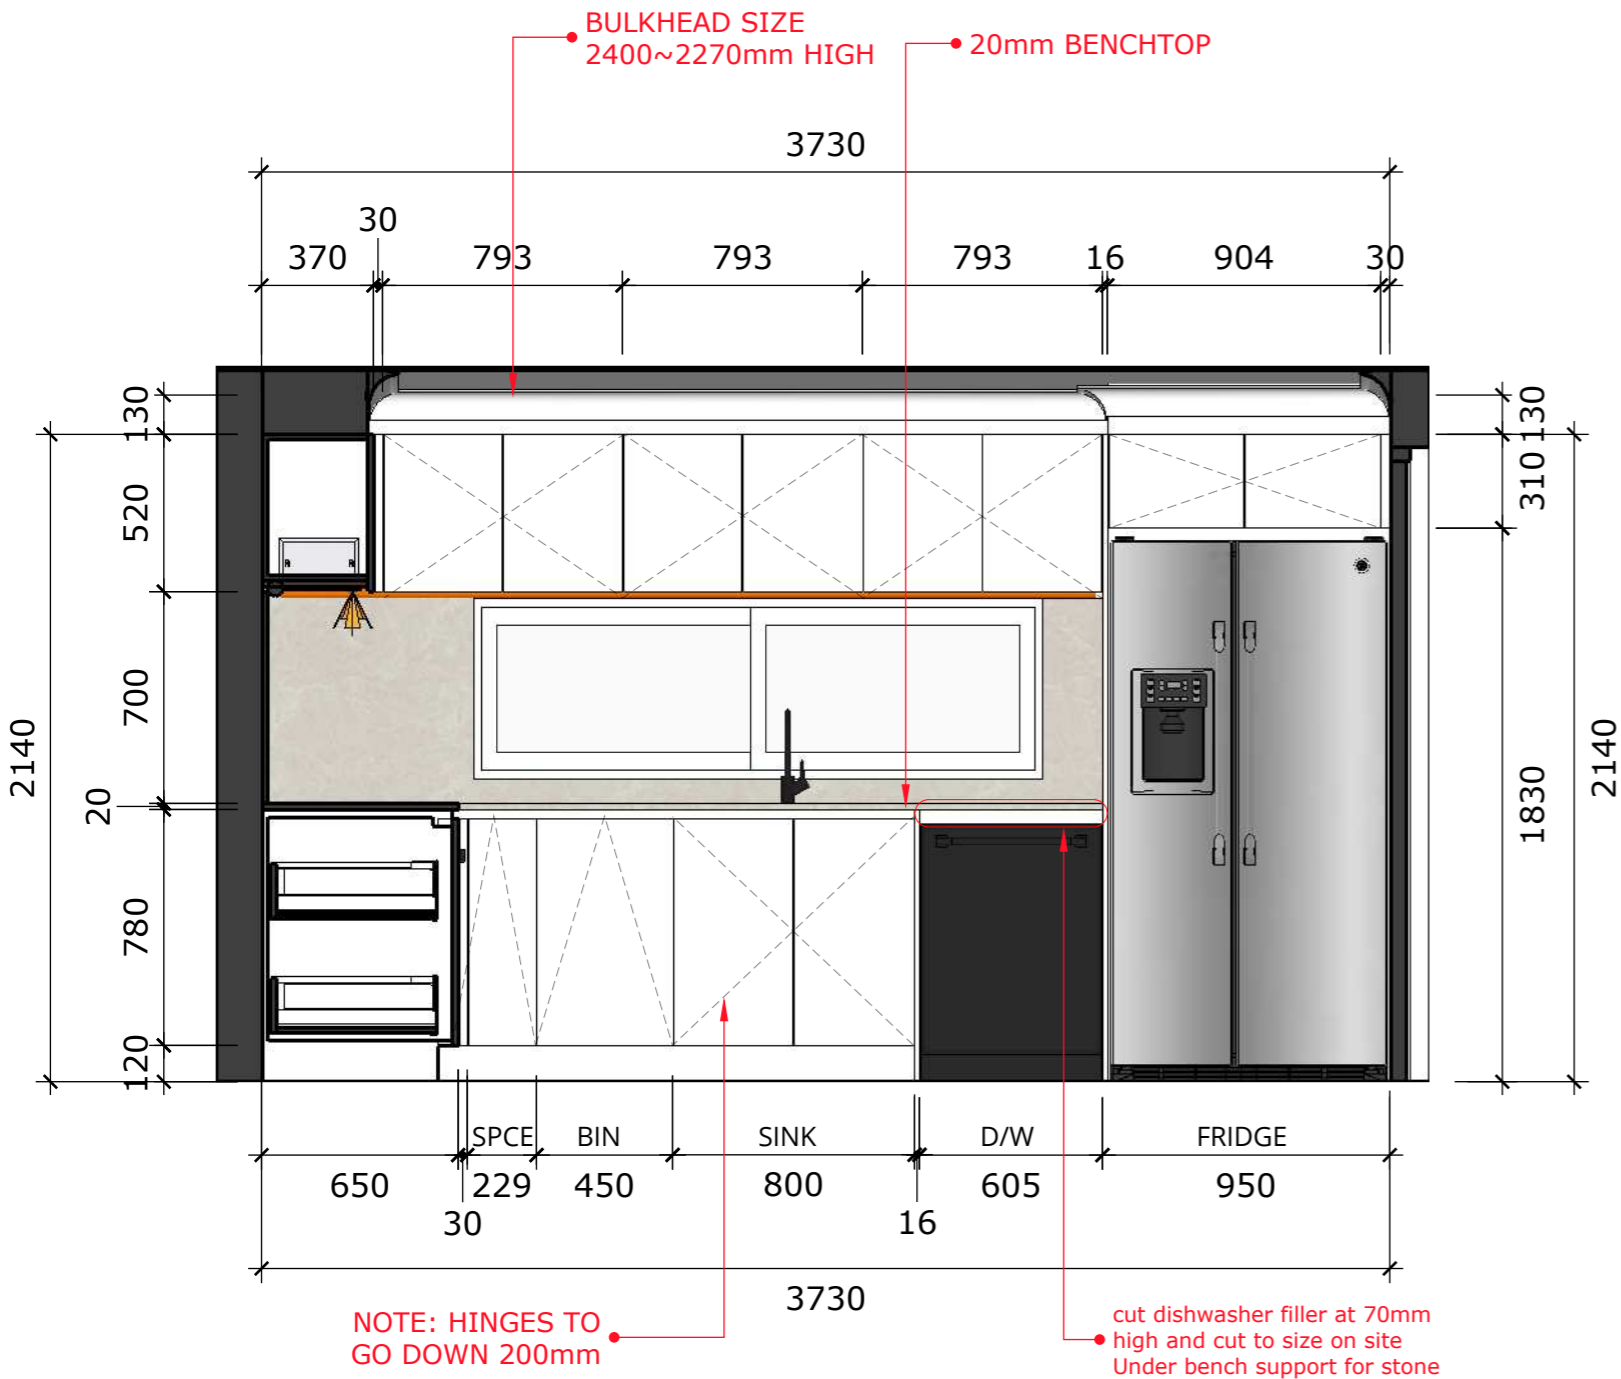 BULKHEAD SIZE
2400~2270mm HIGH
20mm BENCHTOP
3730
30
370 793 793 793 16 904 30
130
520
700
20
780
120
2140
130
310
1830
2140
SPCE BIN SINK D/W FRIDGE
650 229 450 800 605 950
30 16
3730
NOTE: HINGES TO
GO DOWN 200mm
cut dishwasher filler at 70mm
high and cut to size on site
Under bench support for stone